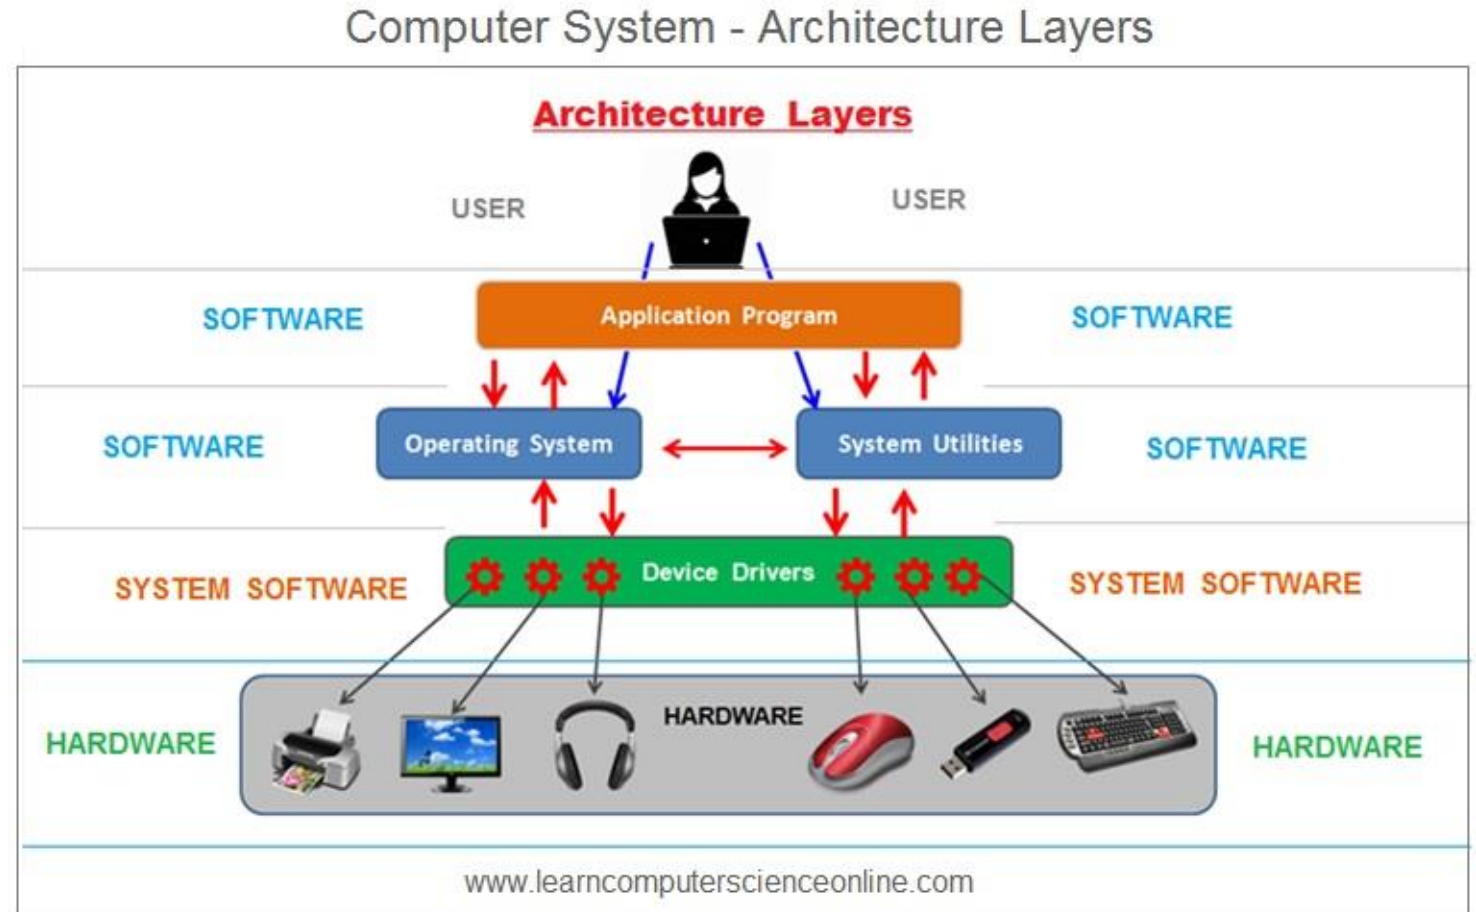 Computer System - Architecture Layers
Architecture Layers
USER
USER
SOFTWARE
Application Program
SOFTWARE
SOFTWARE
Operating System
System Utilities
SOFTWARE
SYSTEM SOFTWARE
Device Drivers
SYSTEM SOFTWARE
HARDWARE
HARDWARE
HARDWARE
www.learncomputerscienceonline.com